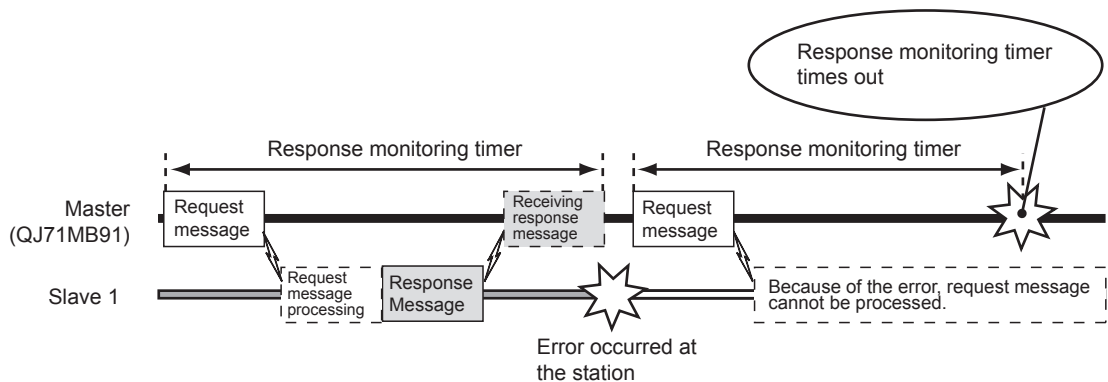 Response monitoring timer
times out
Response monitoring timer
Response monitoring timer
Master
(QJ71MB91)
Request
message
Receiving
response
message
Request
message
Slave 1
Request
message
processing
Response
Message
Because of the error, request message
cannot be processed.
Error occurred at
the station